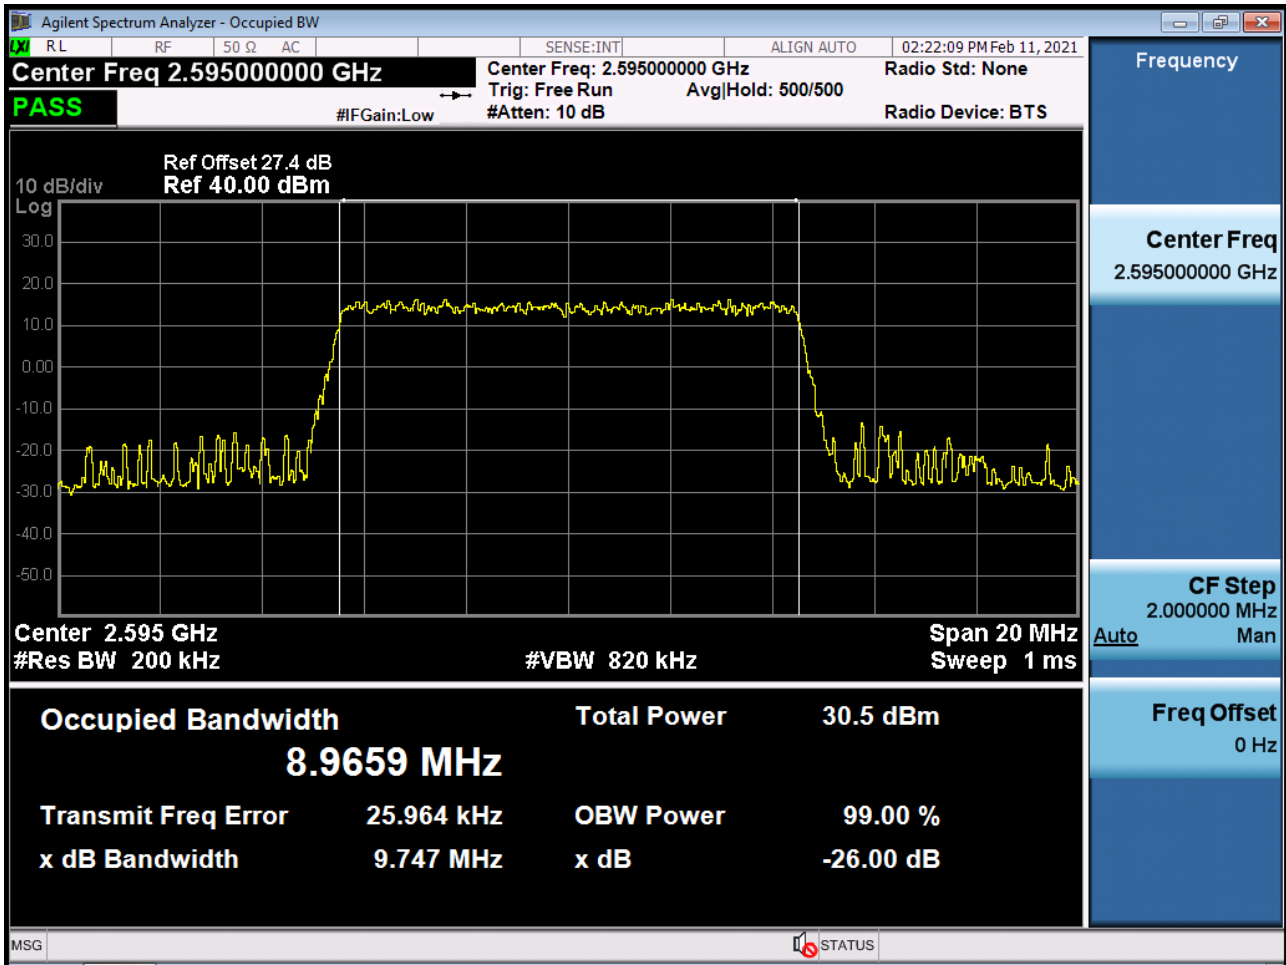 Agilent Spectrum Analyzer - Occupied BW
LXI RL RF 50 Ω AC SENSE:INT ALIGN AUTO 02:22:09 PM Feb 11, 2021
Center Freq 2.595000000 GHz
Center Freq: 2.595000000 GHz
Radio Std: None
Trig: Free Run Avg|Hold: 500/500
PASS
#IFGain:Low
#Atten: 10 dB
Radio Device: BTS
Ref Offset 27.4 dB
10 dB/div Ref 40.00 dBm
Log
30.0
20.0
10.0
0.00
-10.0
-20.0
-30.0
-40.0
-50.0
Center 2.595 GHz Span 20 MHz
#Res BW 200 kHz #VBW 820 kHz Sweep 1 ms
Occupied Bandwidth Total Power 30.5 dBm
8.9659 MHz
Transmit Freq Error 25.964 kHz OBW Power 99.00 %
x dB Bandwidth 9.747 MHz x dB -26.00 dB
MSG STATUS
Frequency
Center Freq
2.595000000 GHz
CF Step
2.000000 MHz
Auto Man
Freq Offset
0 Hz